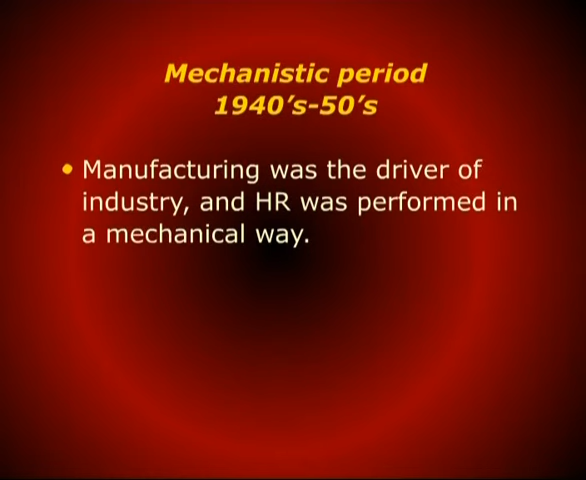 Mechanistic period
1940’s-50’s
• Manufacturing was the driver of
industry, and HR was performed in
a mechanical way.